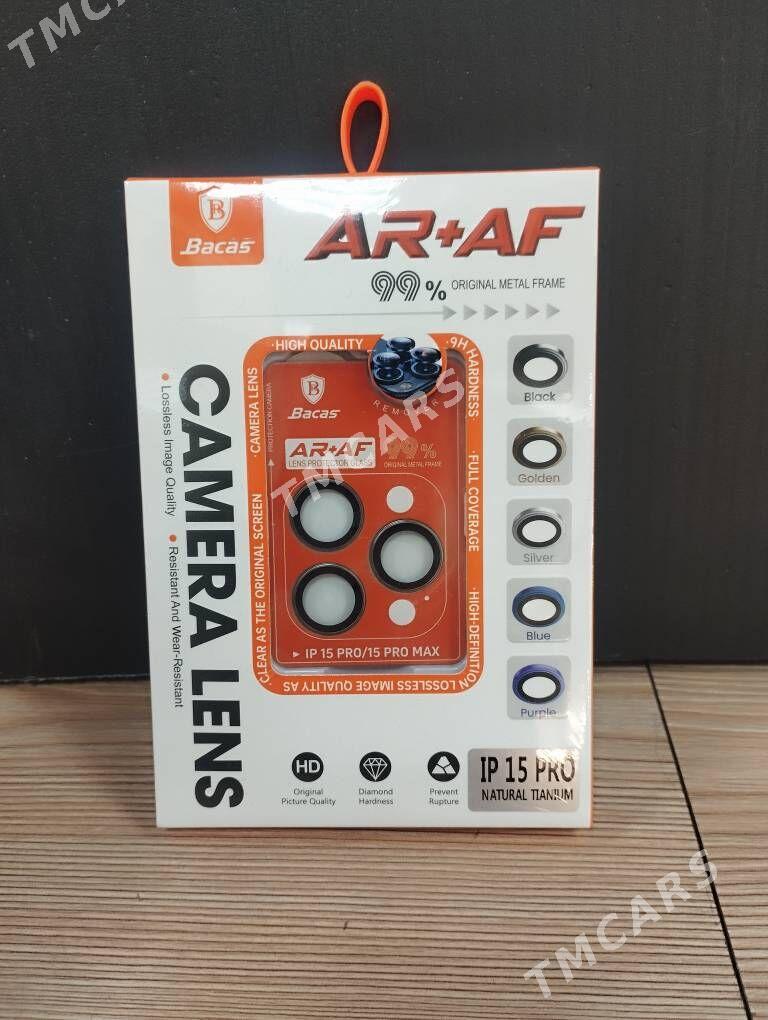 TMCARS
B
Bacas
AR+AF
99% ORIGINAL METAL FRAME
CAMERA LENS
Lossless Image Quality
Resistant And Wear-Resistant
·HIGH QUALITY
·9H HARDNESS·
FULL COVERAGE
·HIGH-DEFINITION
LOSSLESS IMAGE QUALITY AS
CLEAR AS THE ORIGINAL SCREEN
·CAMERA LENS
PROTECTION CAMERA
B
Bacas
REMOVER
AR+AF
LENS PROTECTOR GLASS
99%
ORIGINAL METAL FRAME
TMCARS
IP 15 PRO/15 PRO MAX
Black
Golden
Silver
Blue
Purple
HD
Original
Picture Quality
Diamond
Hardness
Prevent
Rupture
IP 15 PRO
NATURAL TIANIUM
TMCARS